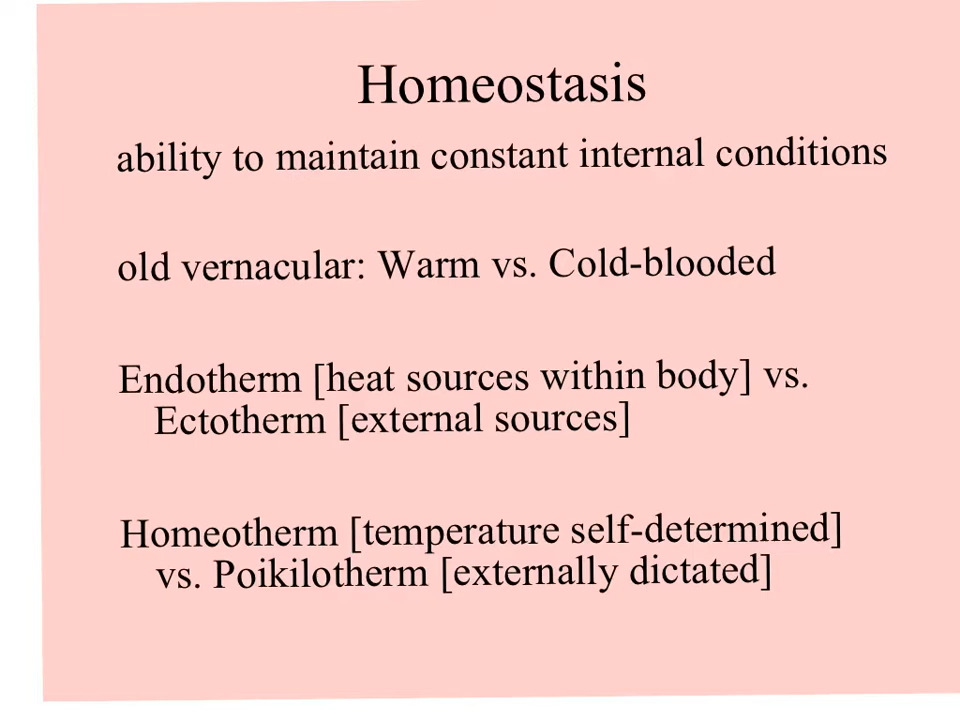 Homeostasis
ability to maintain constant internal conditions
old vernacular: Warm vs. Cold-blooded
Endotherm [heat sources within body] vs.
Ectotherm [external sources]
Homeotherm [temperature self-determined]
vs. Poikilotherm [externally dictated]